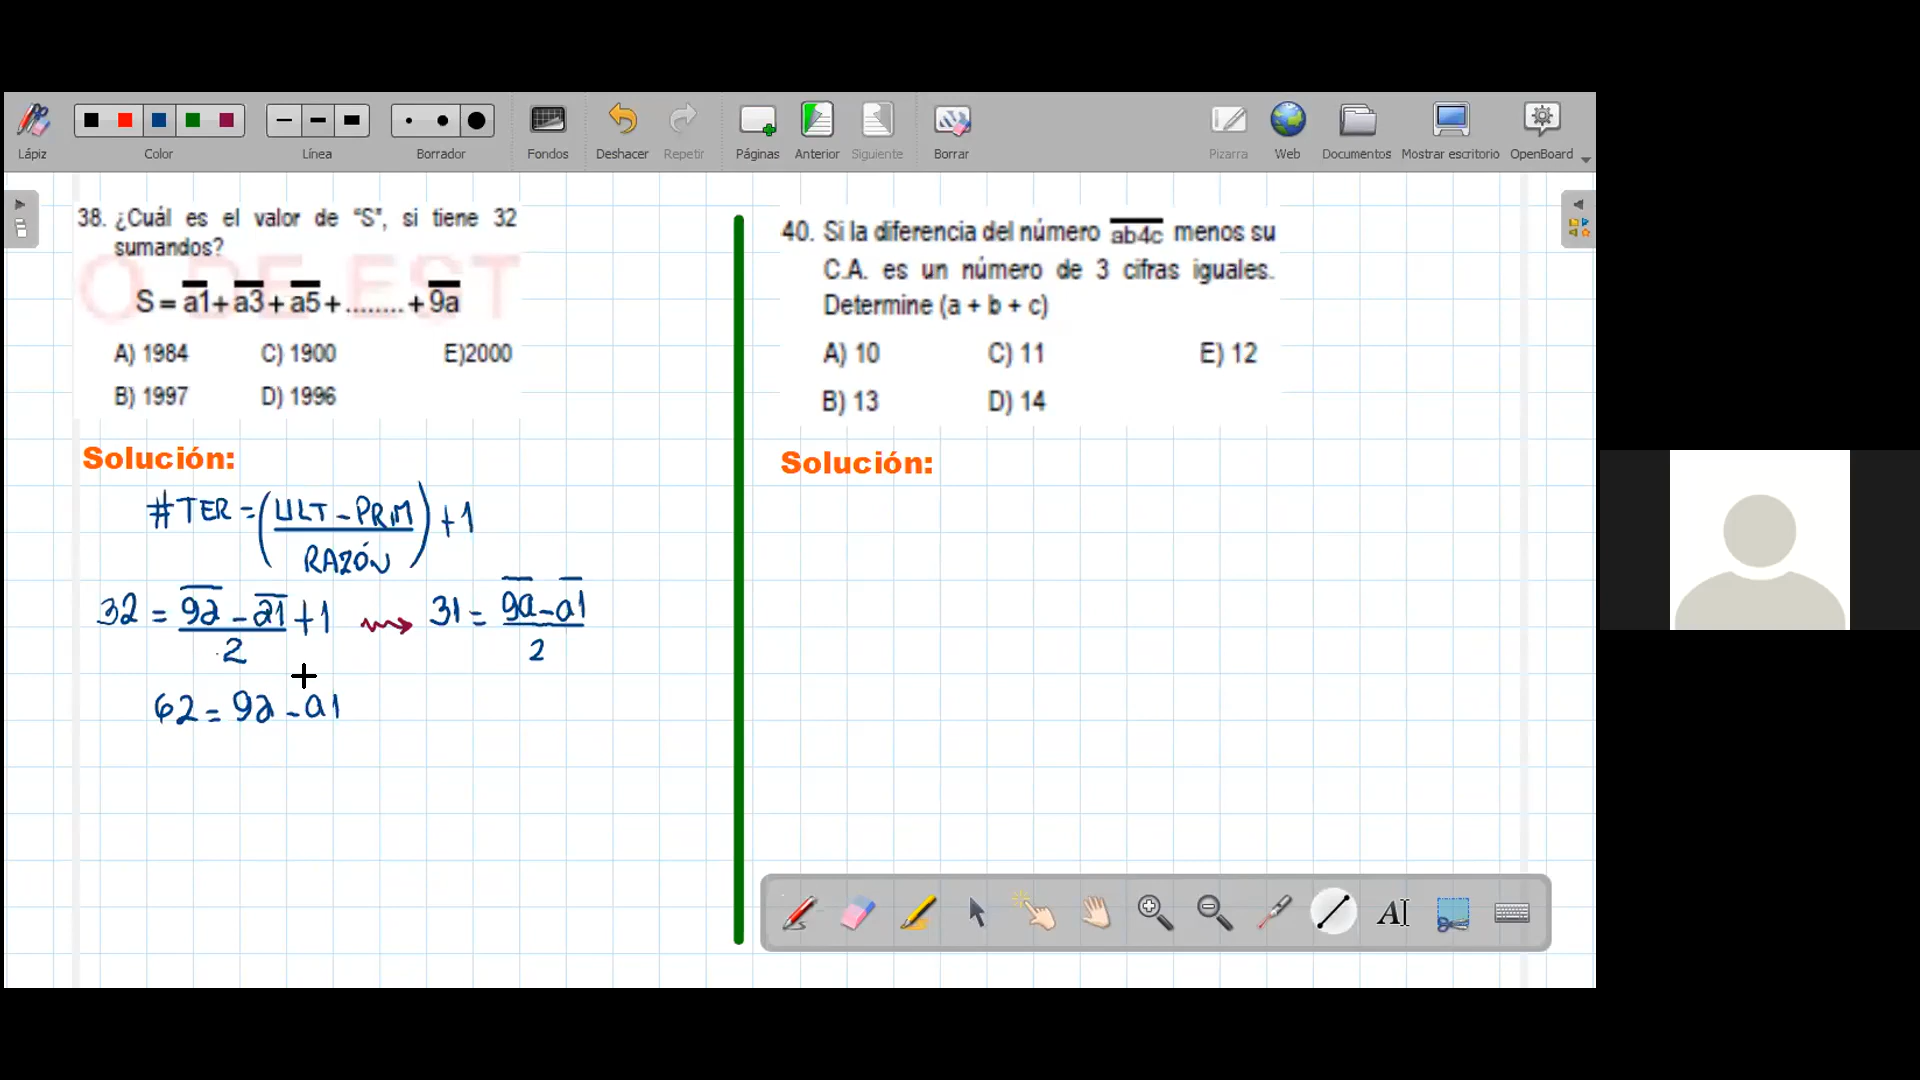 Lápiz
Color
Línea
Borrador
Fondos
Deshacer
Repetir
Páginas
Anterior
Siguiente
Borrar
Pizarra
Web
Documentos
Mostrar escritorio
OpenBoard
38. ¿Cuál es el valor de “S”, si tiene 32
sumandos?
O DE EST
S = a1 + a3 + a5 + ........ + 9a
A) 1984 C) 1900 E)2000
B) 1997 D) 1996
Solución:
#TER = (ULT - PRIM / RAZÓN) + 1
32 = 9a - a1 / 2 + 1 31 = 9a - a1 / 2
62 = 9a - a1
40. Si la diferencia del número ab4c menos su
C.A. es un número de 3 cifras iguales.
Determine (a + b + c)
A) 10 C) 11 E) 12
B) 13 D) 14
Solución: